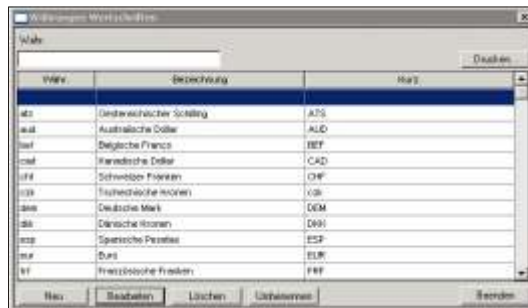 Währungen Wertschriften
Währ.
Drucken
Währ. Bezeichnung Kurz
ats Oesterreichischer Schilling ATS
aud Australische Dollar AUD
bef Belgische Francs BEF
cad Kanadische Dollar CAD
chf Schweizer Franken CHF
czk Tschechische Kronen czk
dem Deutsche Mark DEM
dkk Dänische Kronen DKK
esp Spanische Pesetas ESP
eur Euro EUR
frf Französische Franken FRF
Neu Bearbeiten Löschen Umbenennen Beenden